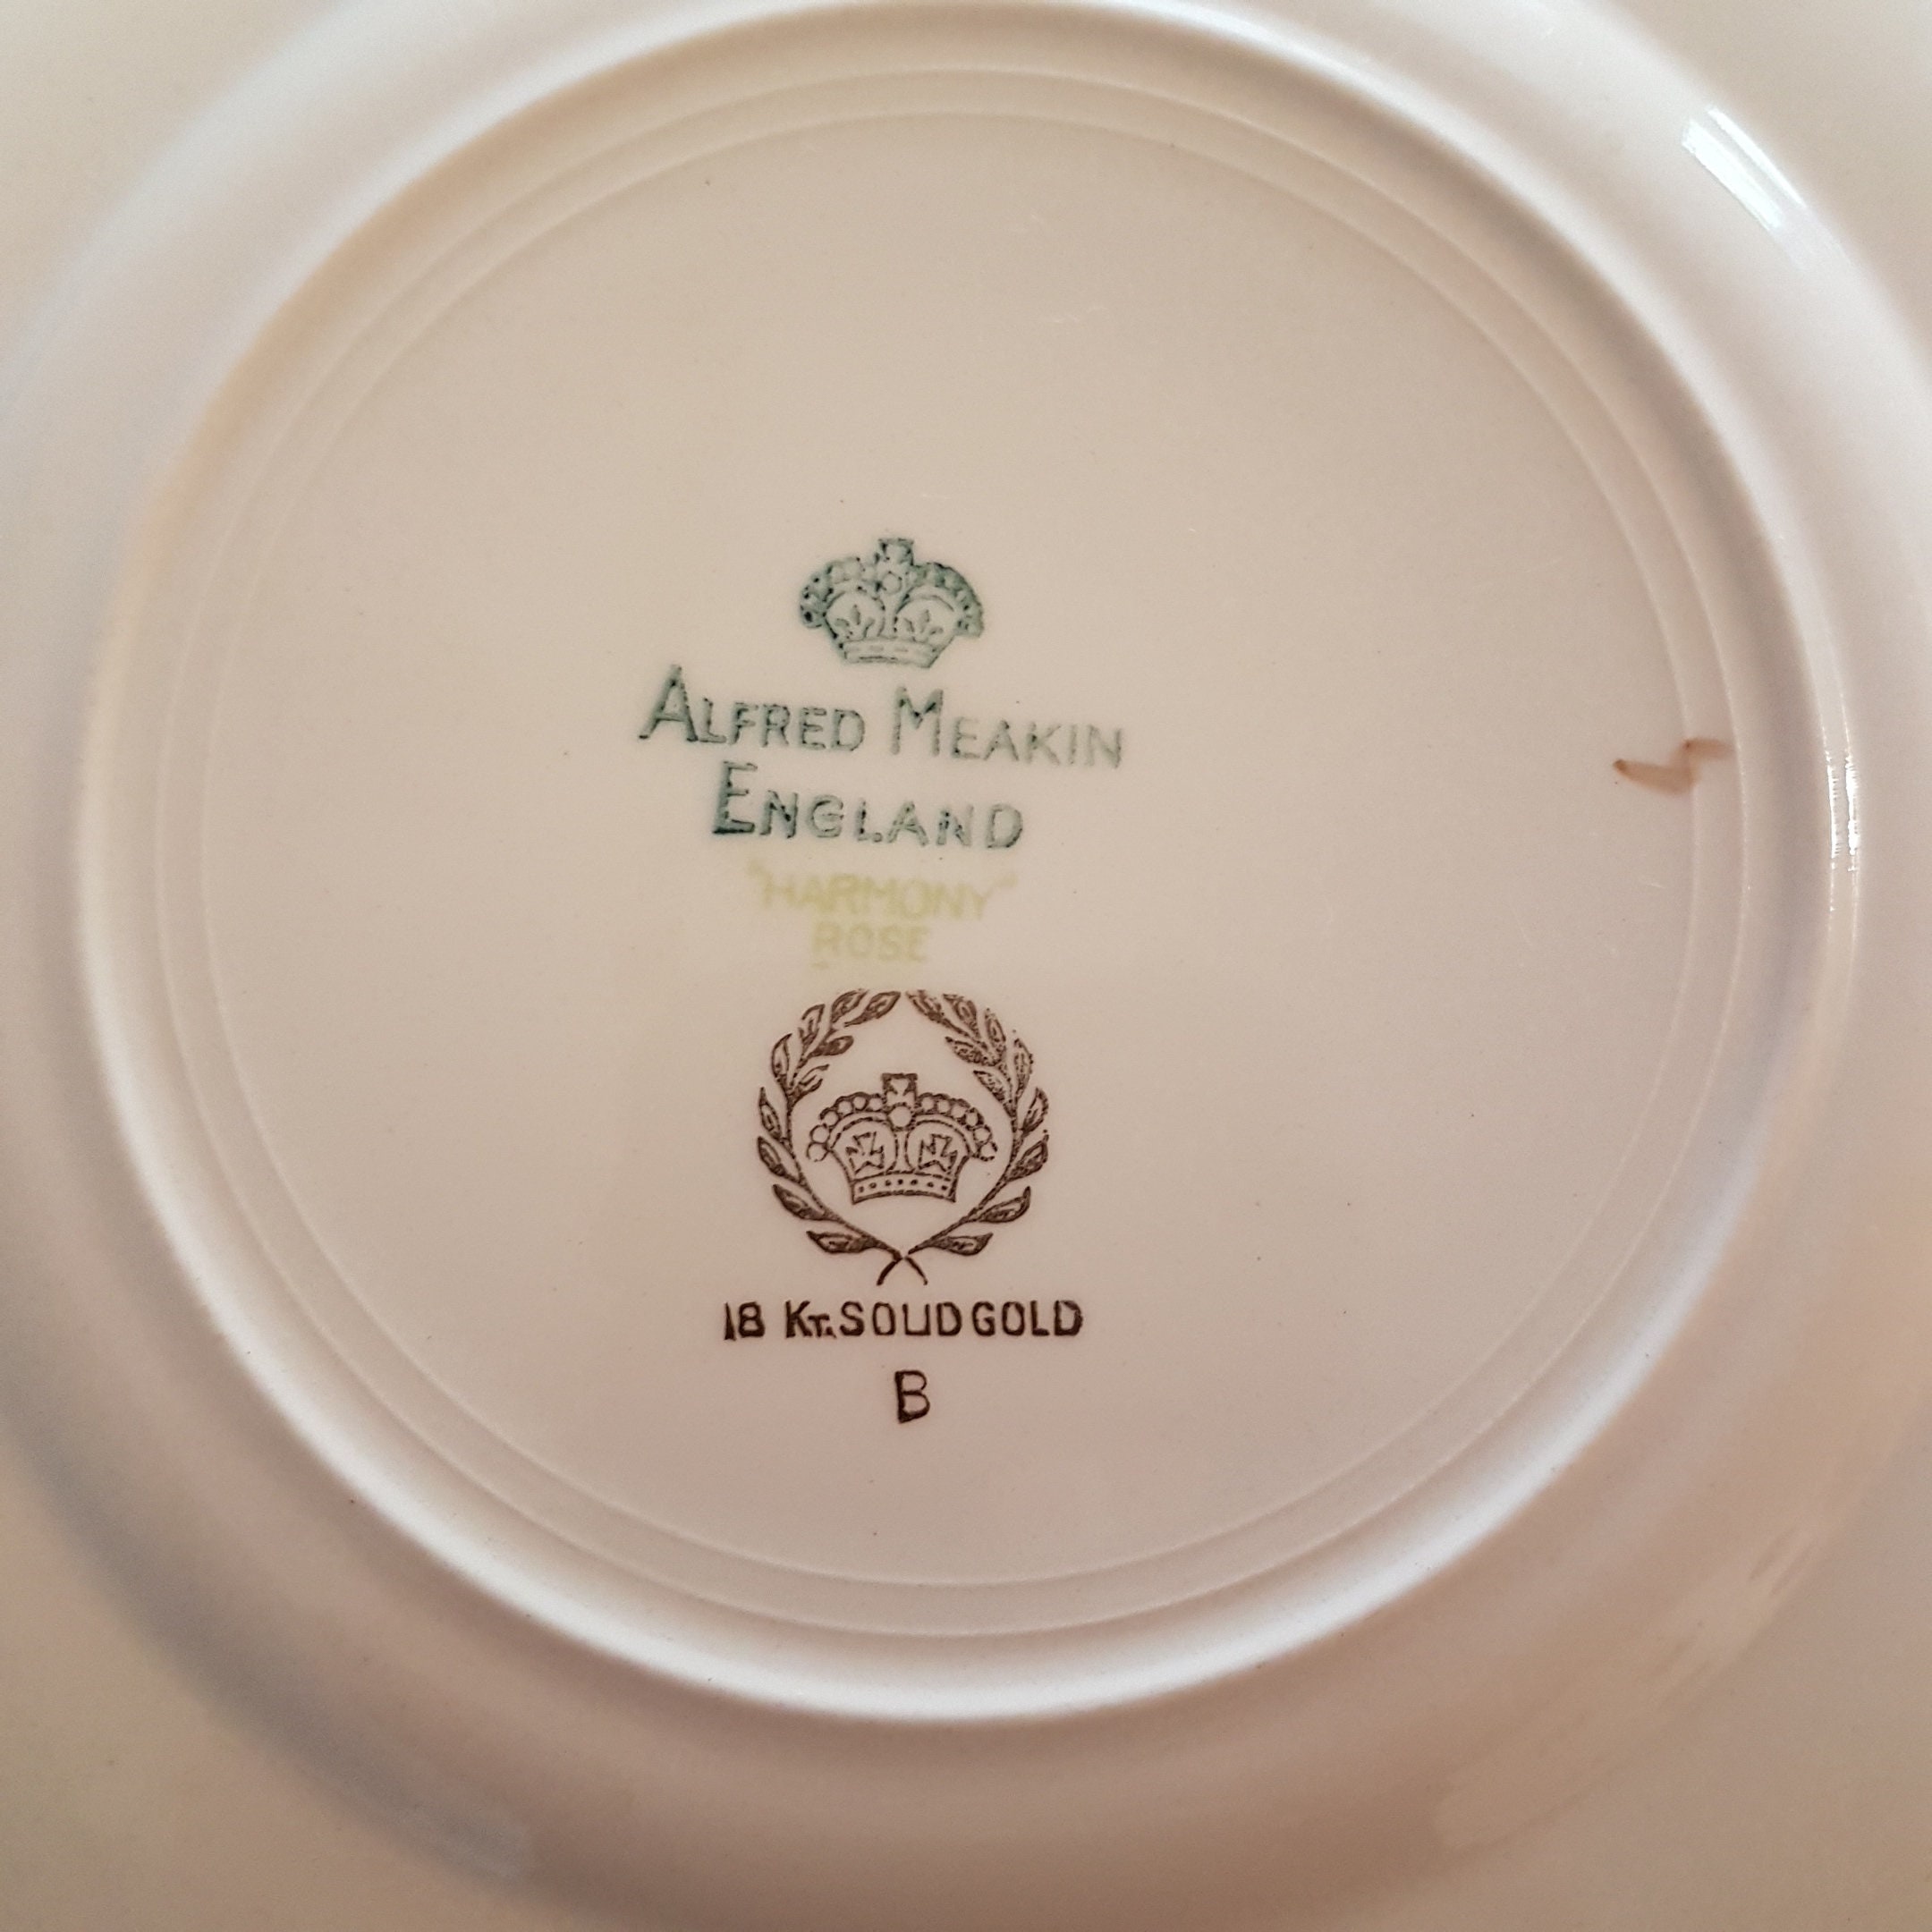 ALFRED MEAKIN
ENGLAND
"HARMONY"
ROSE
18 KT. SOLID GOLD
B